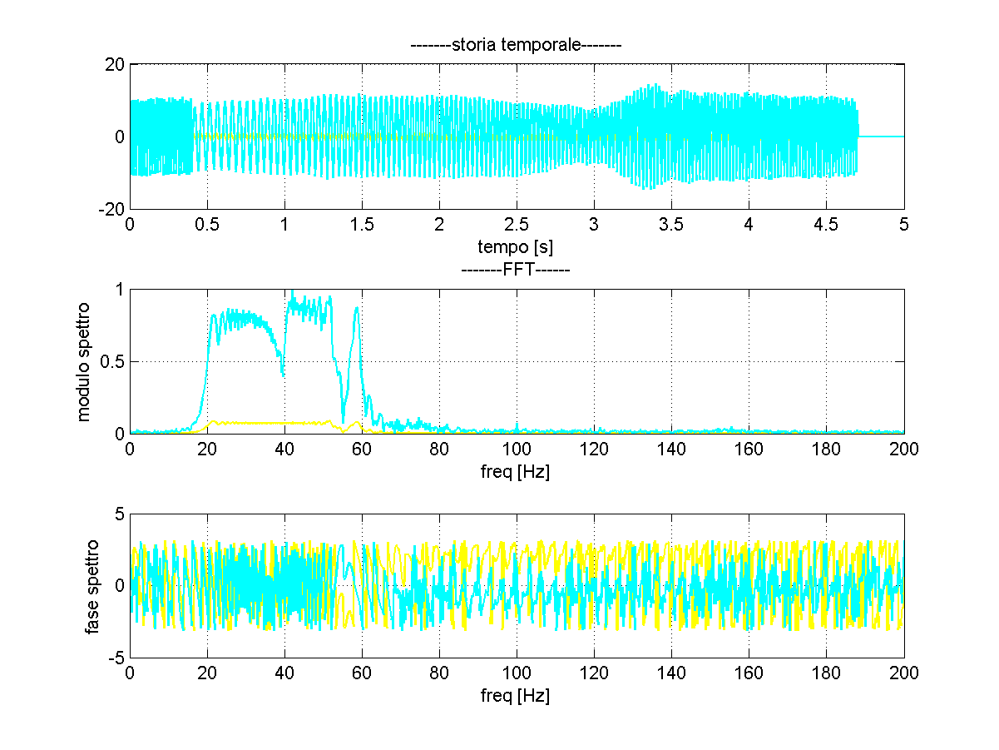 -------storia temporale-------
20
0
-20
0 0.5 1 1.5 2 2.5 3 3.5 4 4.5 5
tempo [s]
-------FFT------
modulo spettro
1
0.5
0
0 20 40 60 80 100 120 140 160 180 200
freq [Hz]
fase spettro
5
0
-5
0 20 40 60 80 100 120 140 160 180 200
freq [Hz]